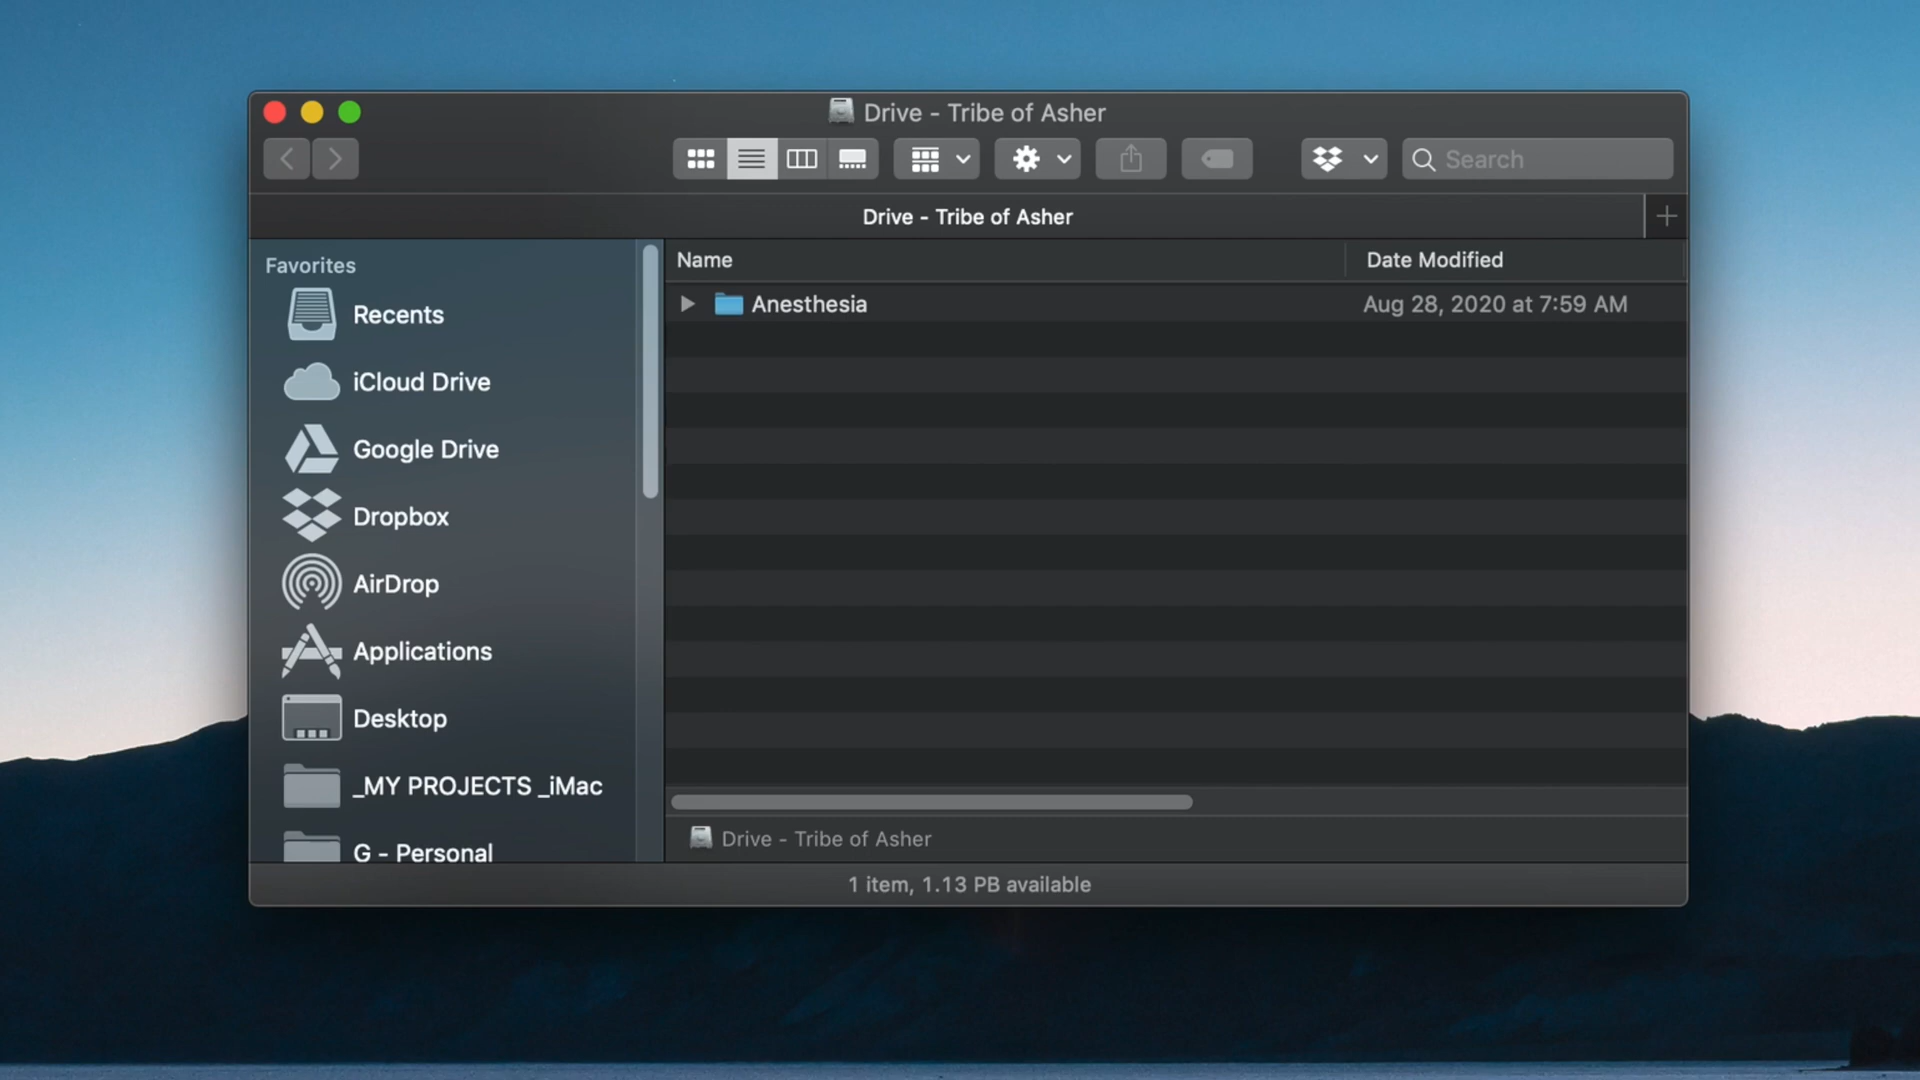 Drive - Tribe of Asher
Search
Drive - Tribe of Asher
Favorites
Recents
iCloud Drive
Google Drive
Dropbox
AirDrop
Applications
Desktop
_MY PROJECTS _iMac
G - Personal
Name
Date Modified
Anesthesia
Aug 28, 2020 at 7:59 AM
Drive - Tribe of Asher
1 item, 1.13 PB available